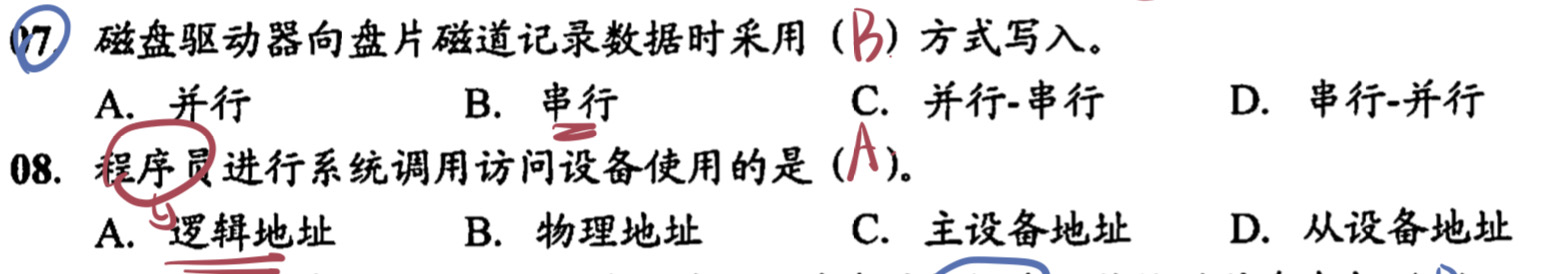 07. 磁盘驱动器向盘片磁道记录数据时采用（B）方式写入。
A. 并行 B. 串行 C. 并行-串行 D. 串行-并行
08. 程序员进行系统调用访问设备使用的是（A）。
A. 逻辑地址 B. 物理地址 C. 主设备地址 D. 从设备地址